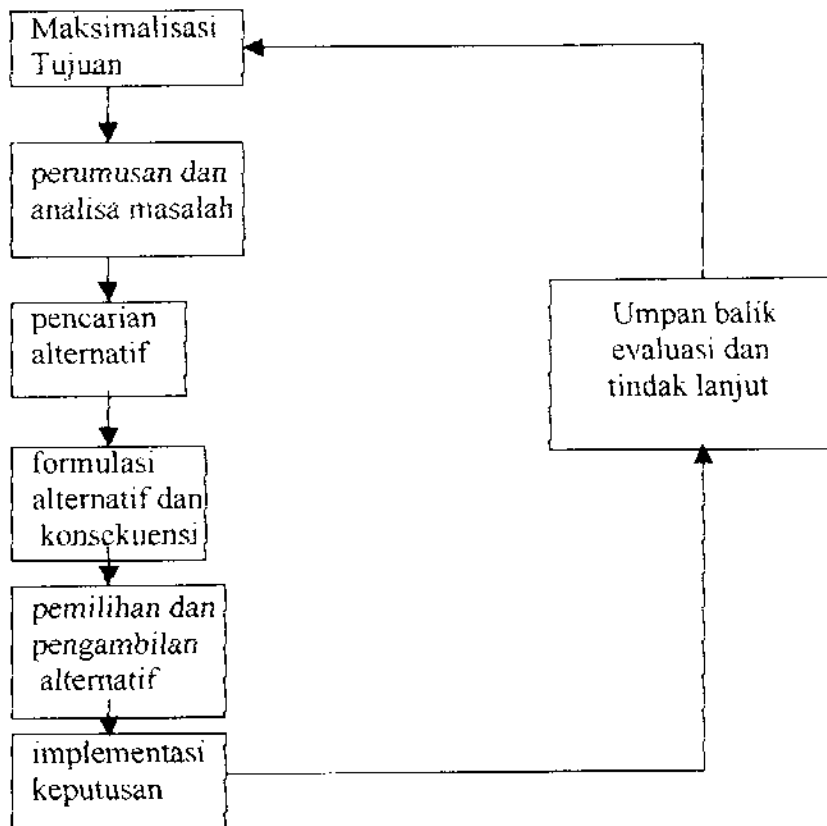 Maksimalisasi
Tujuan
perumusan dan
analisa masalah
pencarian
alternatif
formulasi
alternatif dan
konsekuensi
pemilihan dan
pengambilan
alternatif
implementasi
keputusan
Umpan balik
evaluasi dan
tindak lanjut